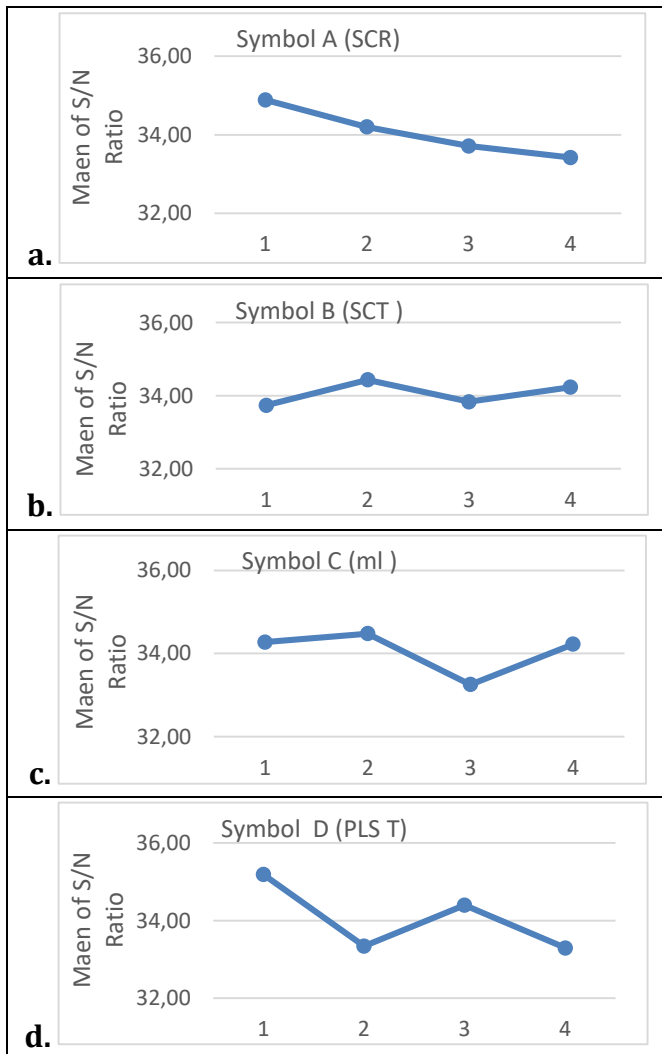 Symbol A (SCR)
Maen of S/N
Ratio
36,00
34,00
32,00
1 2 3 4
a.
Symbol B (SCT )
Maen of S/N
Ratio
36,00
34,00
32,00
1 2 3 4
b.
Symbol C (ml )
Maen of S/N
Ratio
36,00
34,00
32,00
1 2 3 4
c.
Symbol D (PLS T)
Maen of S/N
Ratio
36,00
34,00
32,00
1 2 3 4
d.